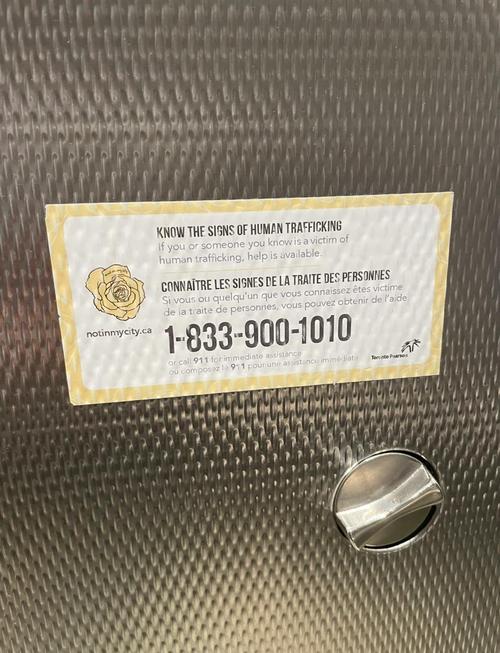 KNOW THE SIGNS OF HUMAN TRAFFICKING
If you or someone you know is a victim of
human trafficking, help is available.
CONNAÎTRE LES SIGNES DE LA TRAITE DES PERSONNES
Si vous ou quelqu'un que vous connaissez êtes victime
de la traite de personnes, vous pouvez obtenir de l'aide
notinmycity.ca
1-833-900-1010
or call 911 for immediate assistance
ou composez le 911 pour une assistance immédiate
Toronto Pearson